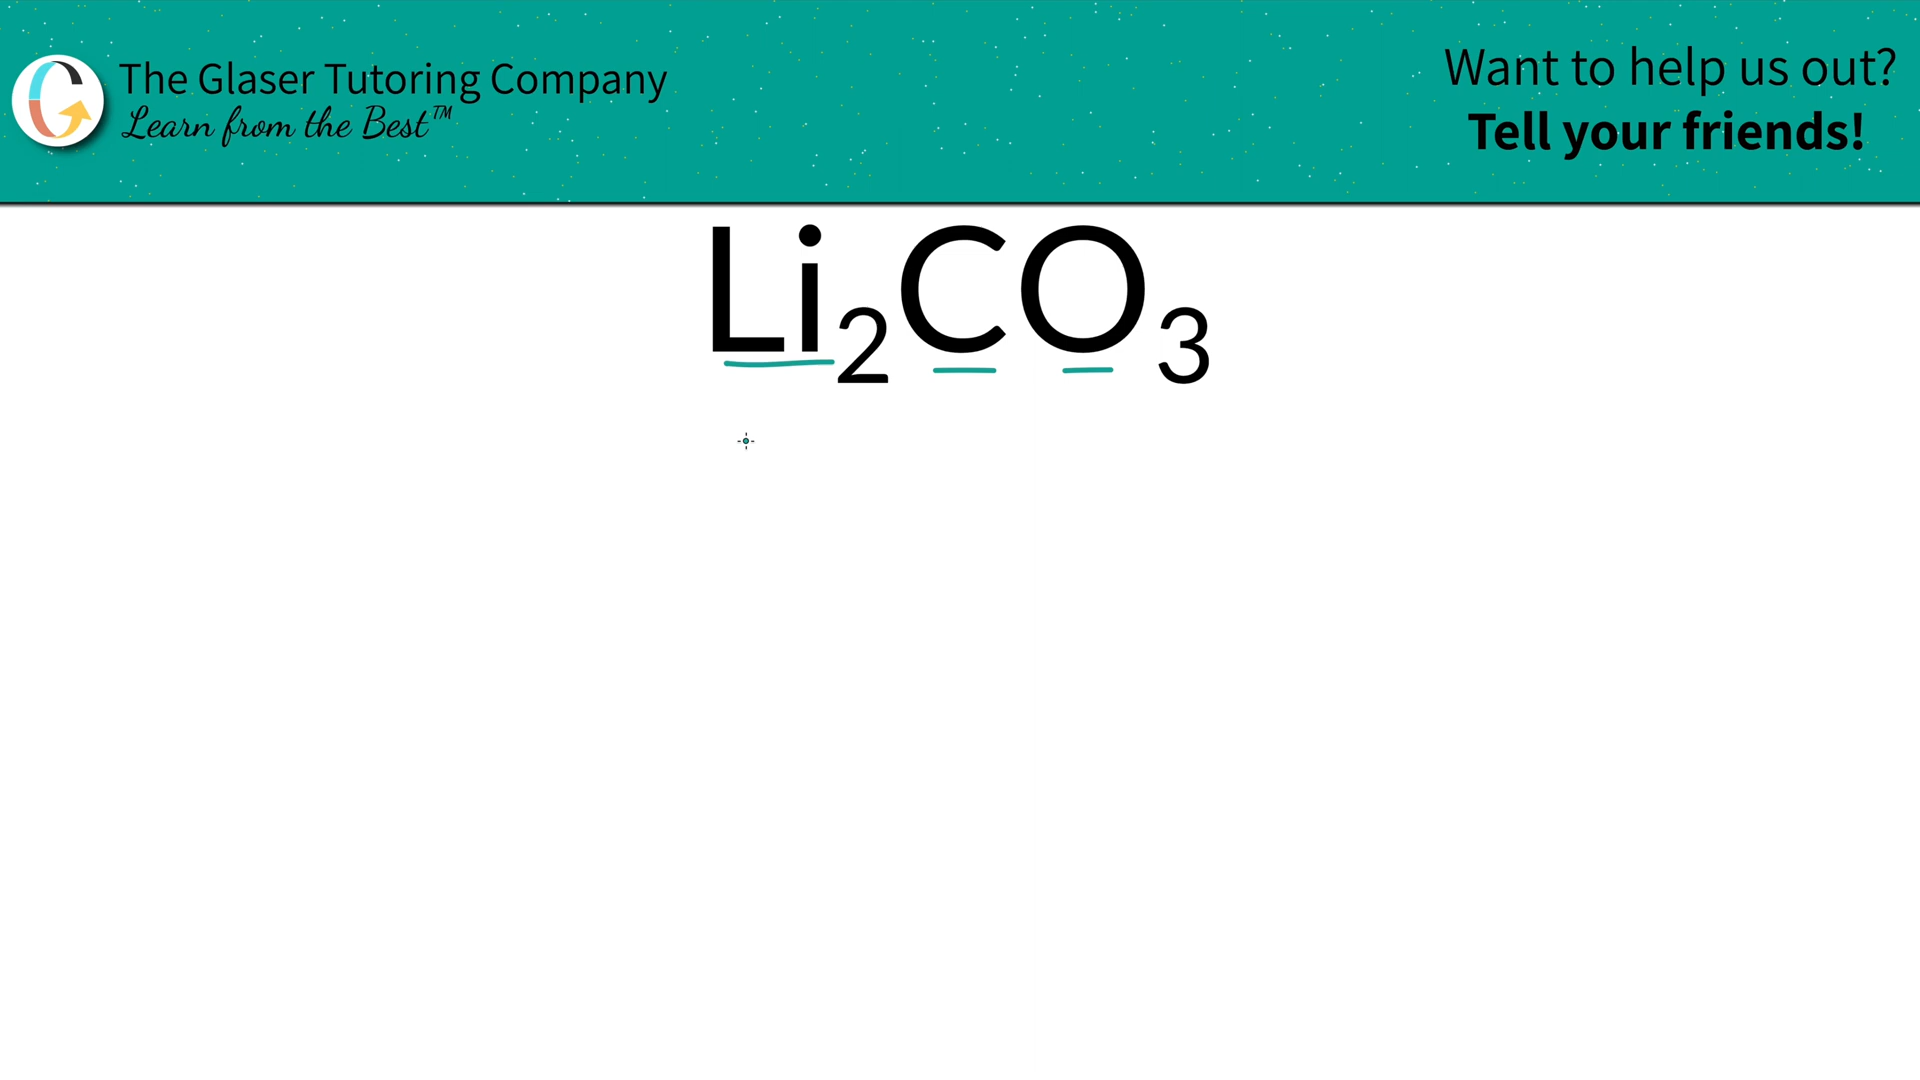 The Glaser Tutoring Company
Learn from the Best™
Want to help us out?
Tell your friends!
Li₂CO₃